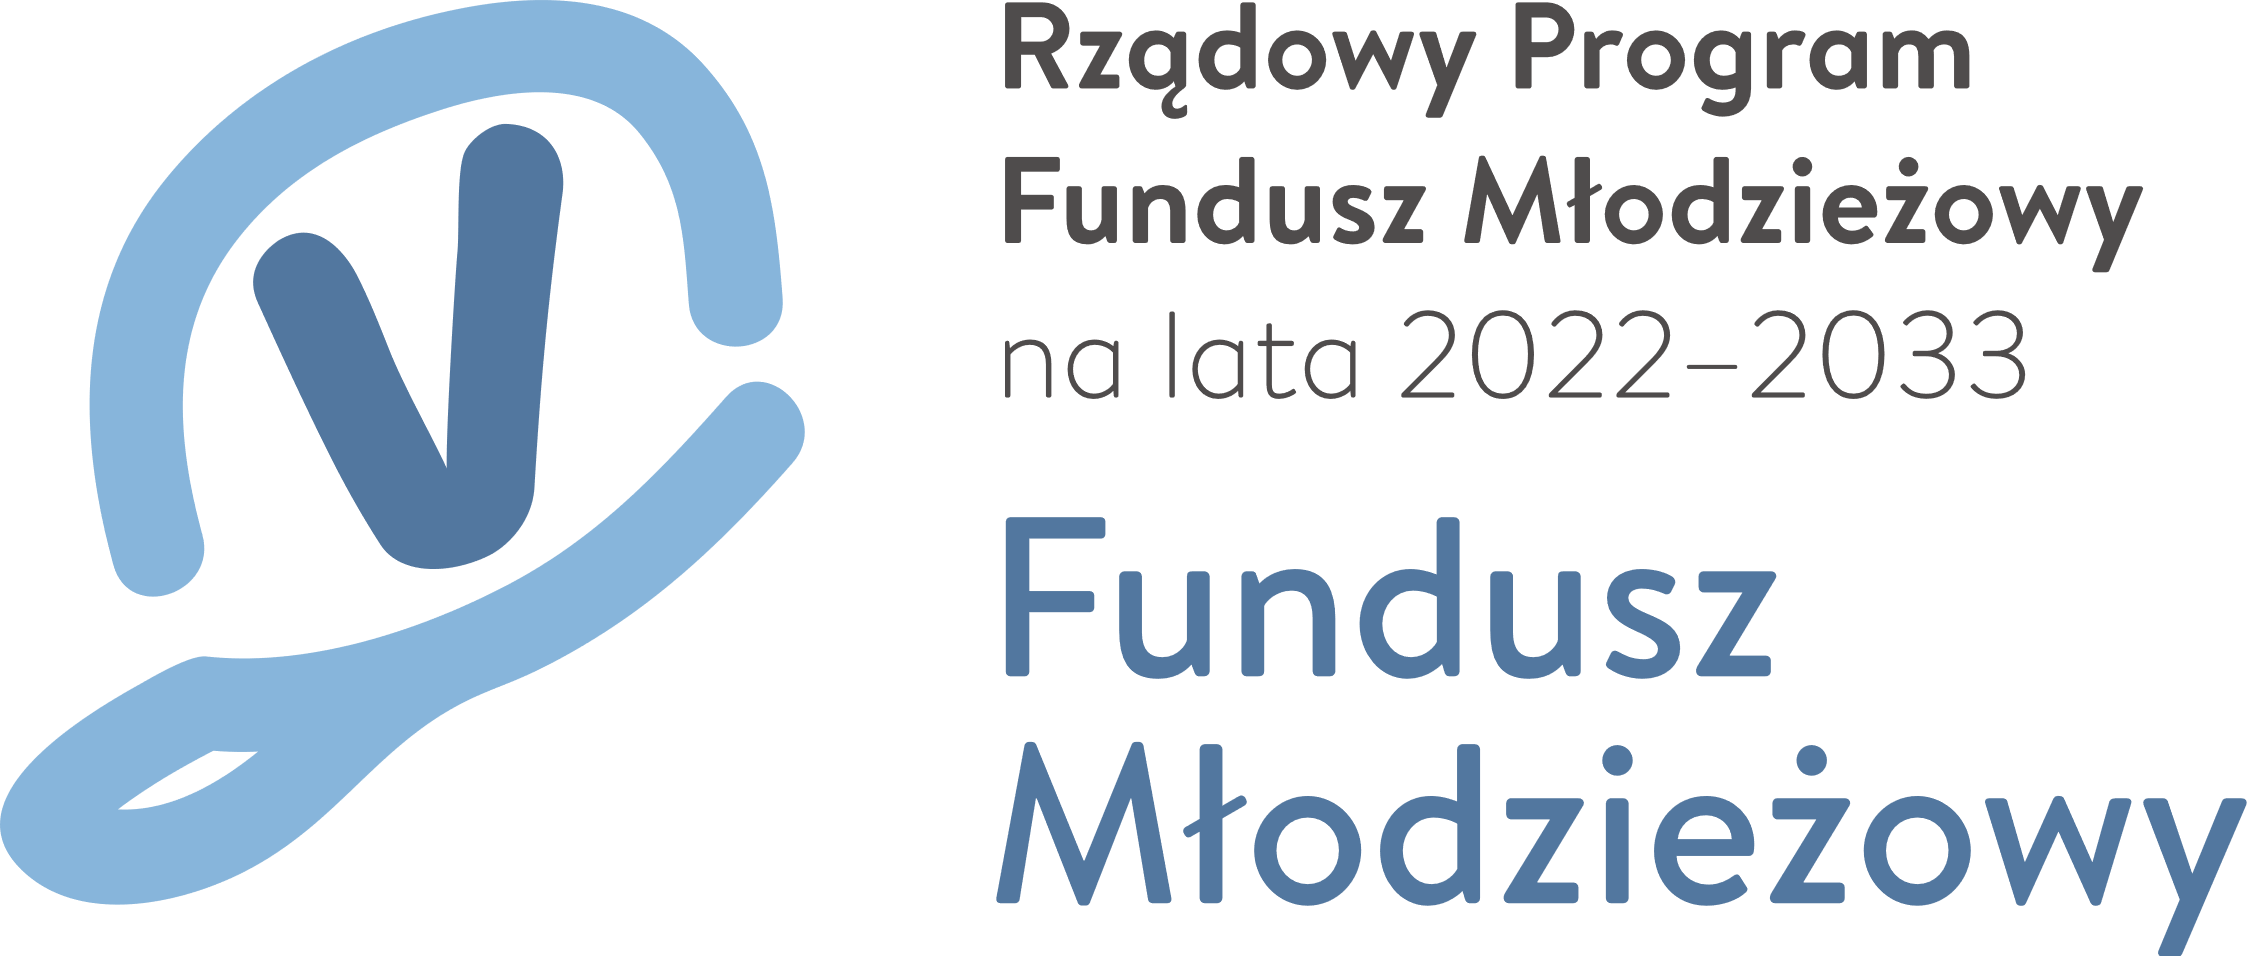 Rządowy Program
Fundusz Młodzieżowy
na lata 2022–2033
Fundusz
Młodzieżowy